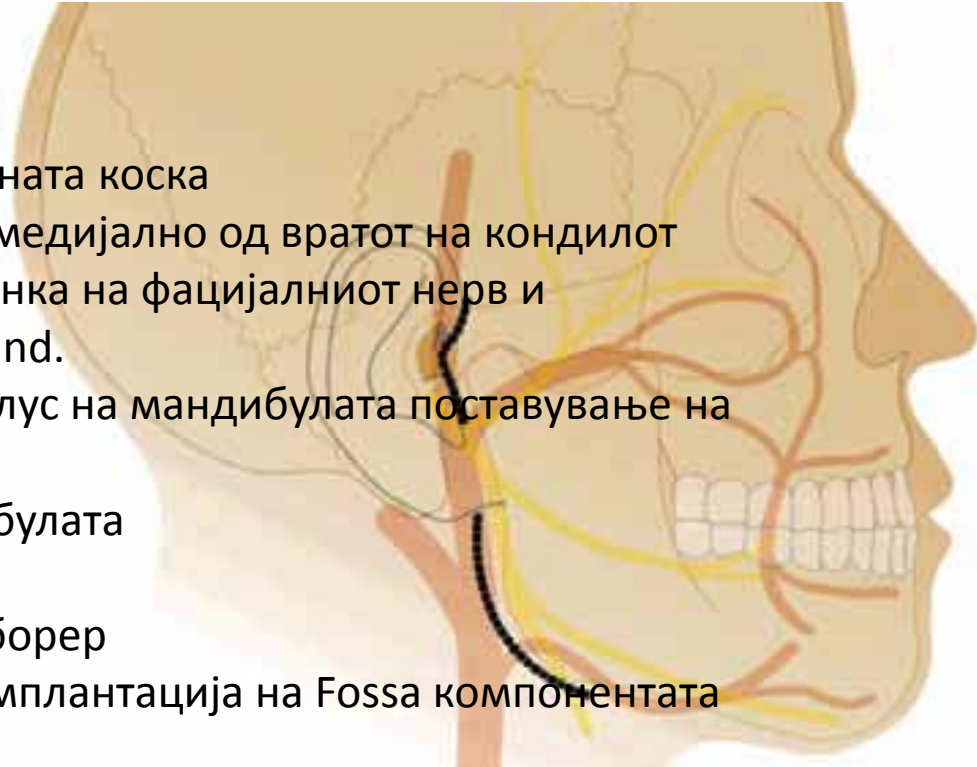 ната коска
медијално од вратот на кондилот
нка на фацијалниот нерв и
nd.
лус на мандибулата поставување на
булата
борер
мплантација на Fossa компонентата